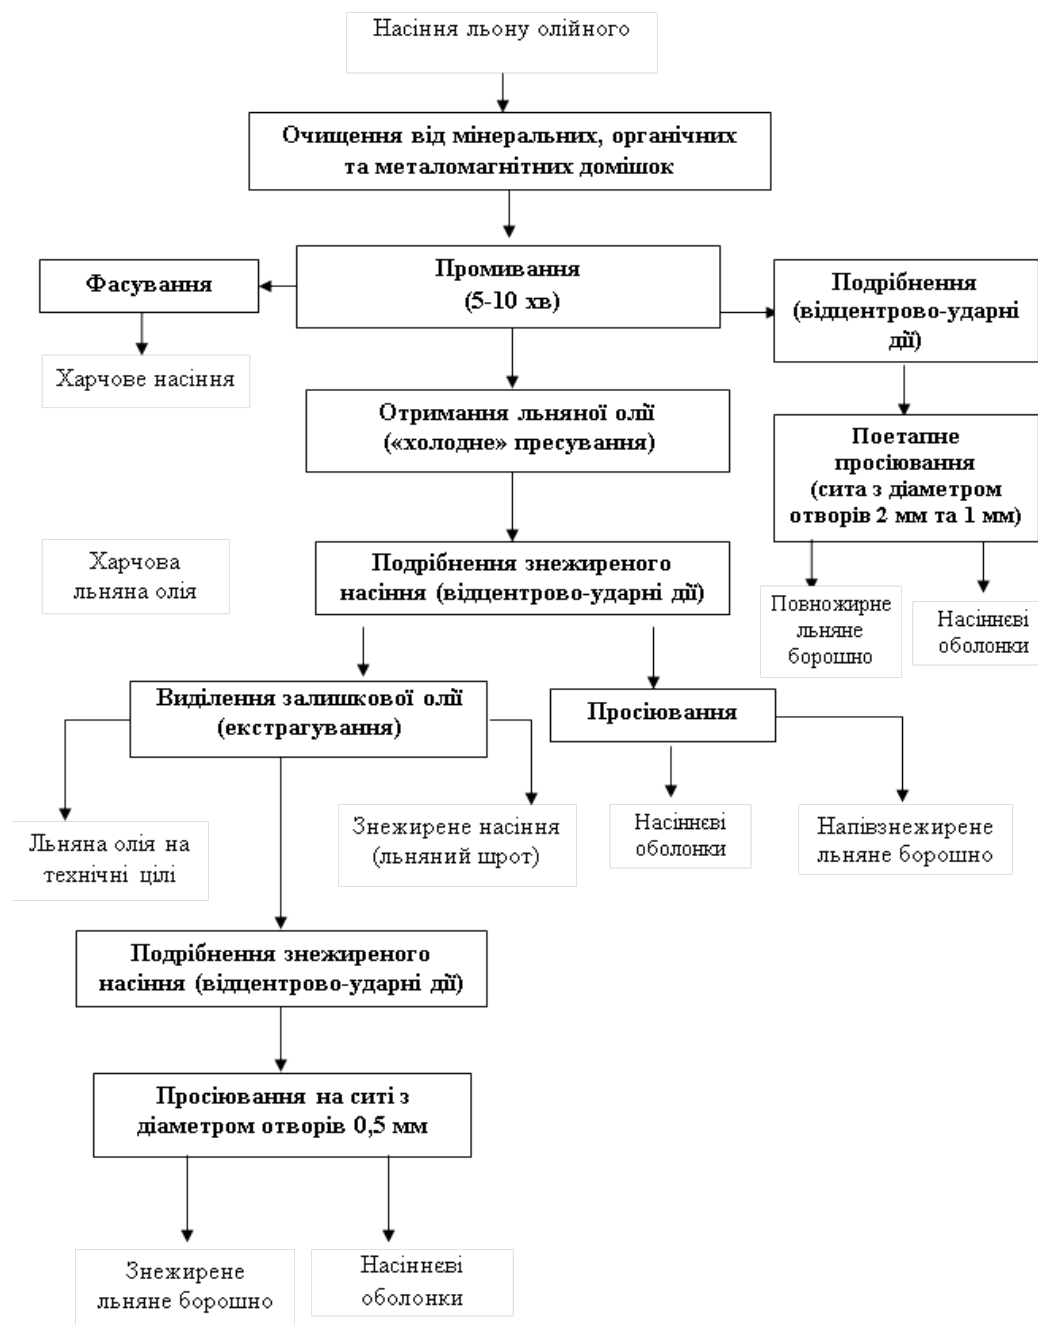 Насіння льону олійного
Очищення від мінеральних, органічних
та металомагнітних домішок
Фасування
Промивання
(5-10 хв)
Подрібнення
(відцентрово-ударні
дії)
Харчове насіння
Отримання льняної олії
(«холодне» пресування)
Поетапне
просіювання
(сита з діаметром
отворів 2 мм та 1 мм)
Харчова
льняна олія
Подрібнення знежиреного
насіння (відцентрово-ударні дії)
Повножирне
льняне
борошно
Насіннєві
оболонки
Виділення залишкової олії
(екстрагування)
Просіювання
Льняна олія на
технічні цілі
Знежирене насіння
(льняний шрот)
Насіннєві
оболонки
Напівзнежирене
льняне борошно
Подрібнення знежиреного
насіння (відцентрово-ударні дії)
Просіювання на ситі з
діаметром отворів 0,5 мм
Знежирене
льняне борошно
Насіннєві
оболонки